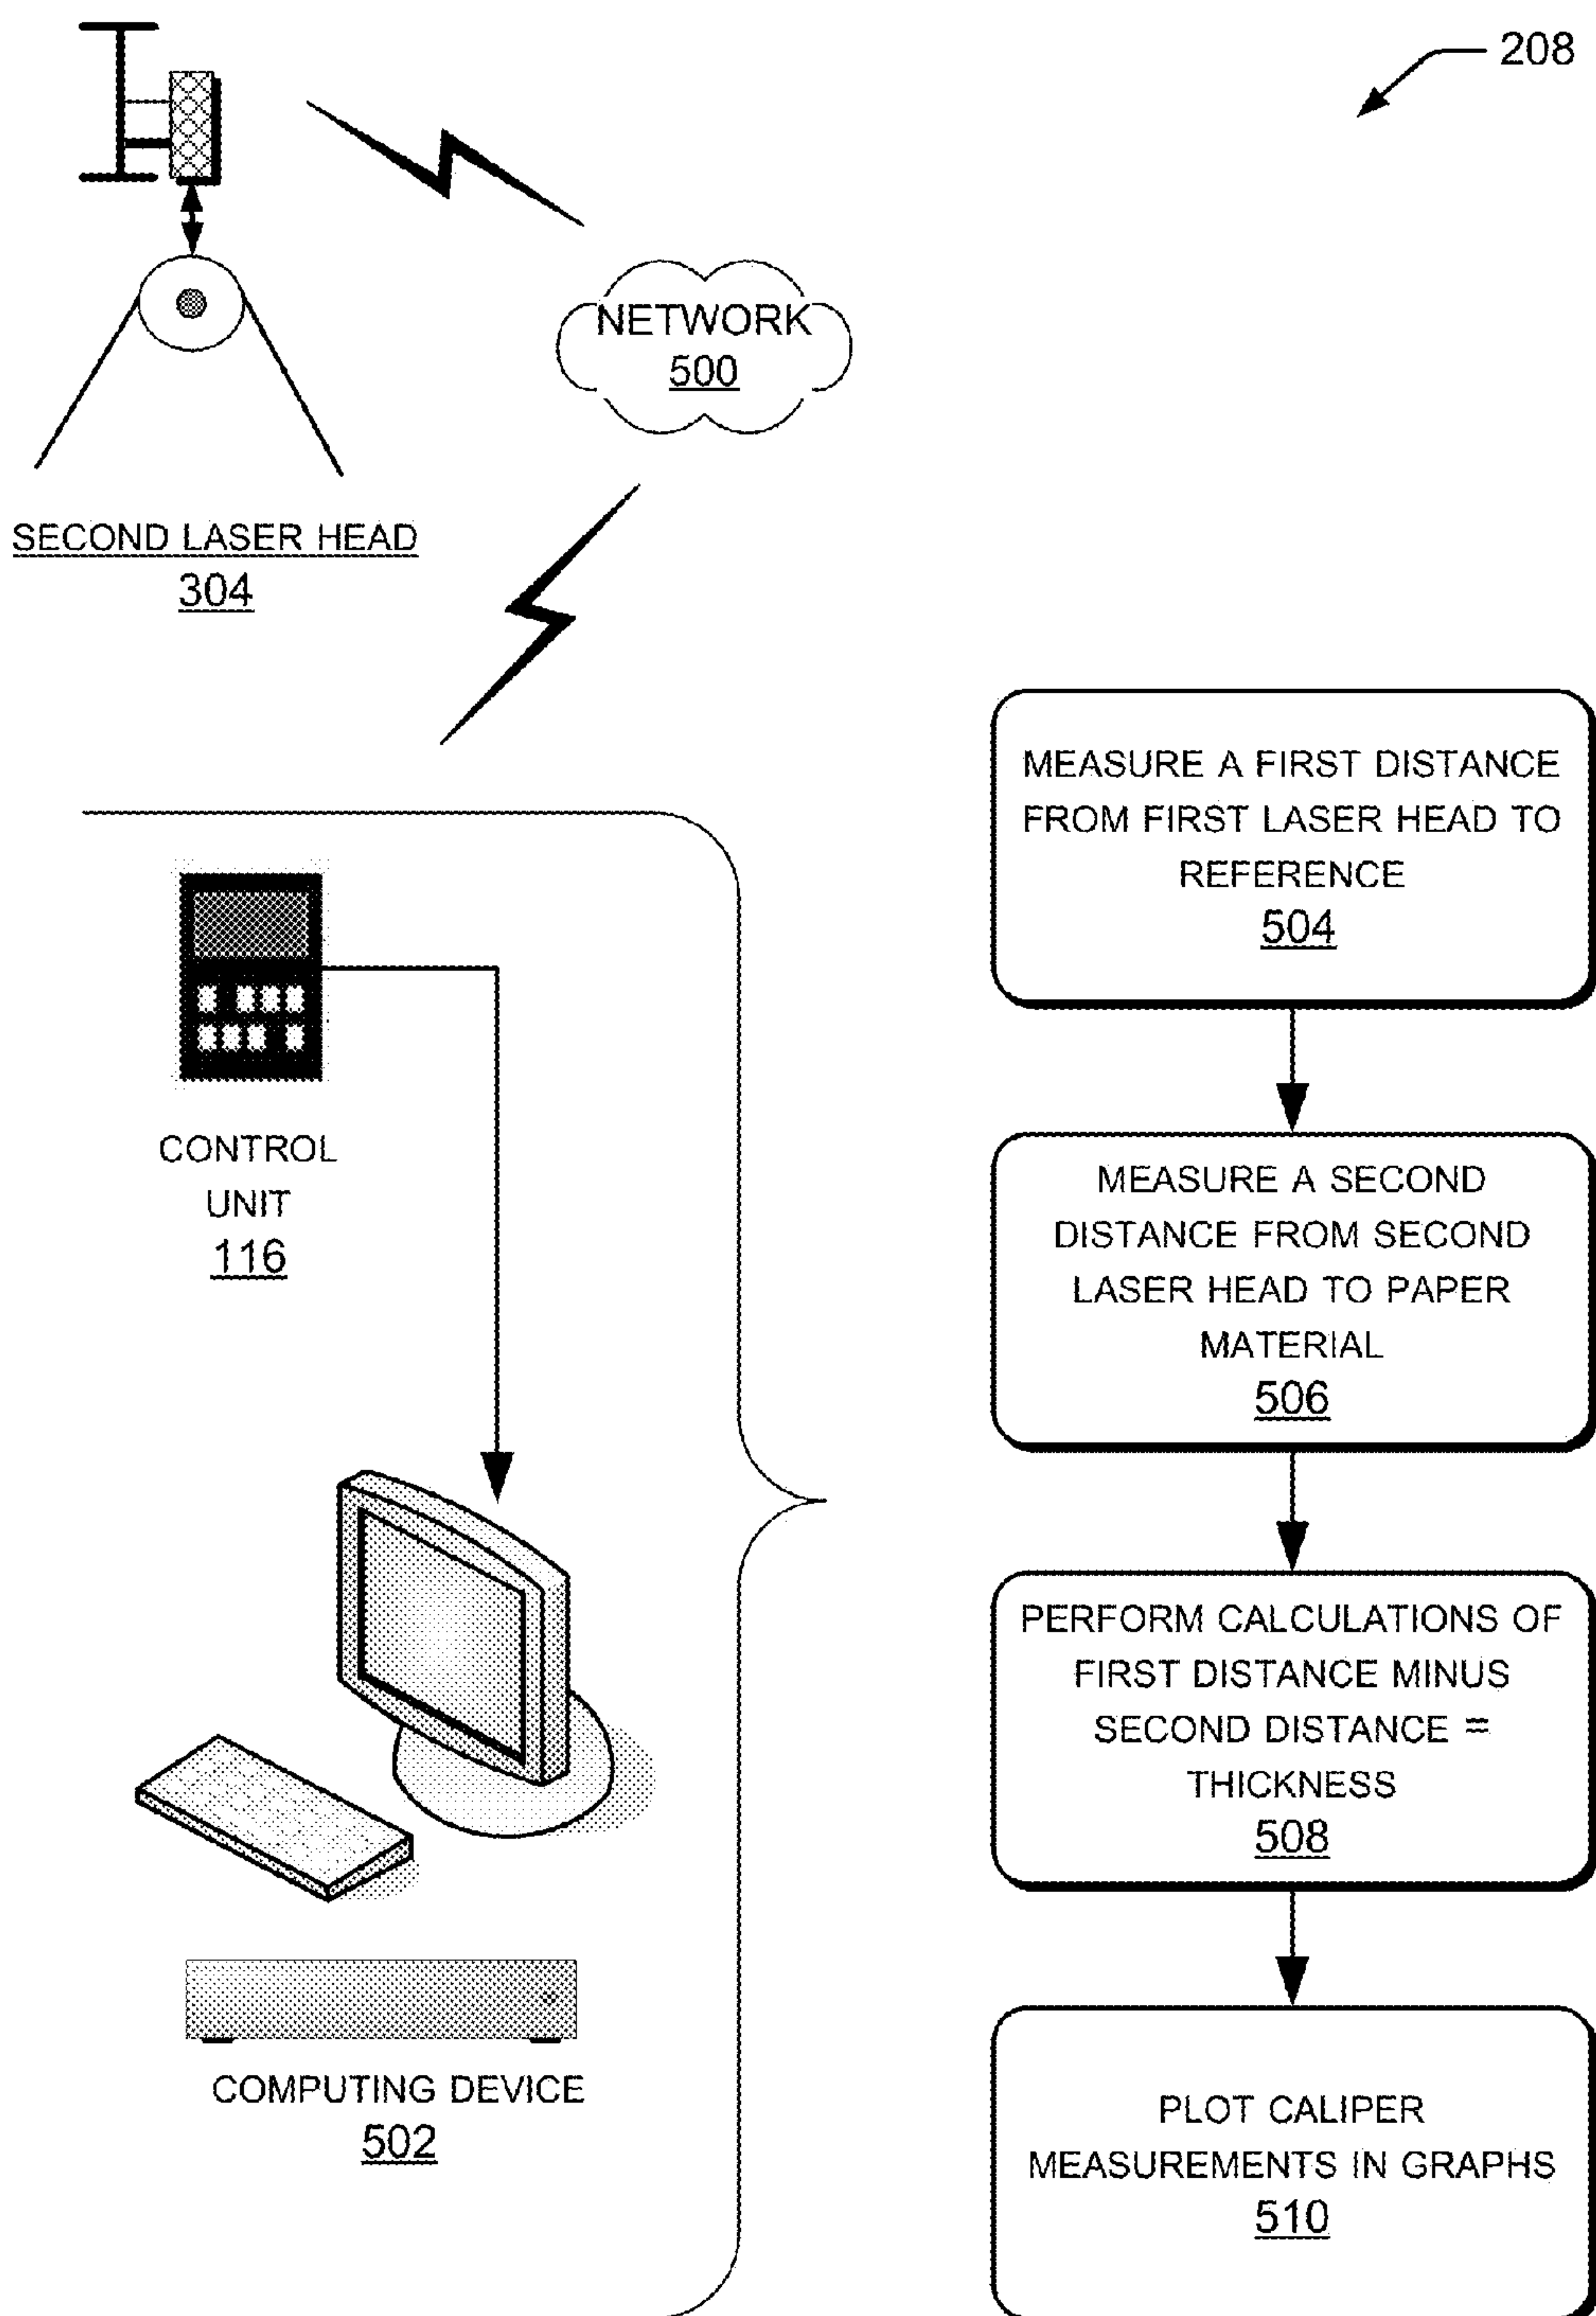 208
NETWORK
500
SECOND LASER HEAD
304
CONTROL
UNIT
116
COMPUTING DEVICE
502
MEASURE A FIRST DISTANCE
FROM FIRST LASER HEAD TO
REFERENCE
504
MEASURE A SECOND
DISTANCE FROM SECOND
LASER HEAD TO PAPER
MATERIAL
506
PERFORM CALCULATIONS OF
FIRST DISTANCE MINUS
SECOND DISTANCE =
THICKNESS
508
PLOT CALIPER
MEASUREMENTS IN GRAPHS
510